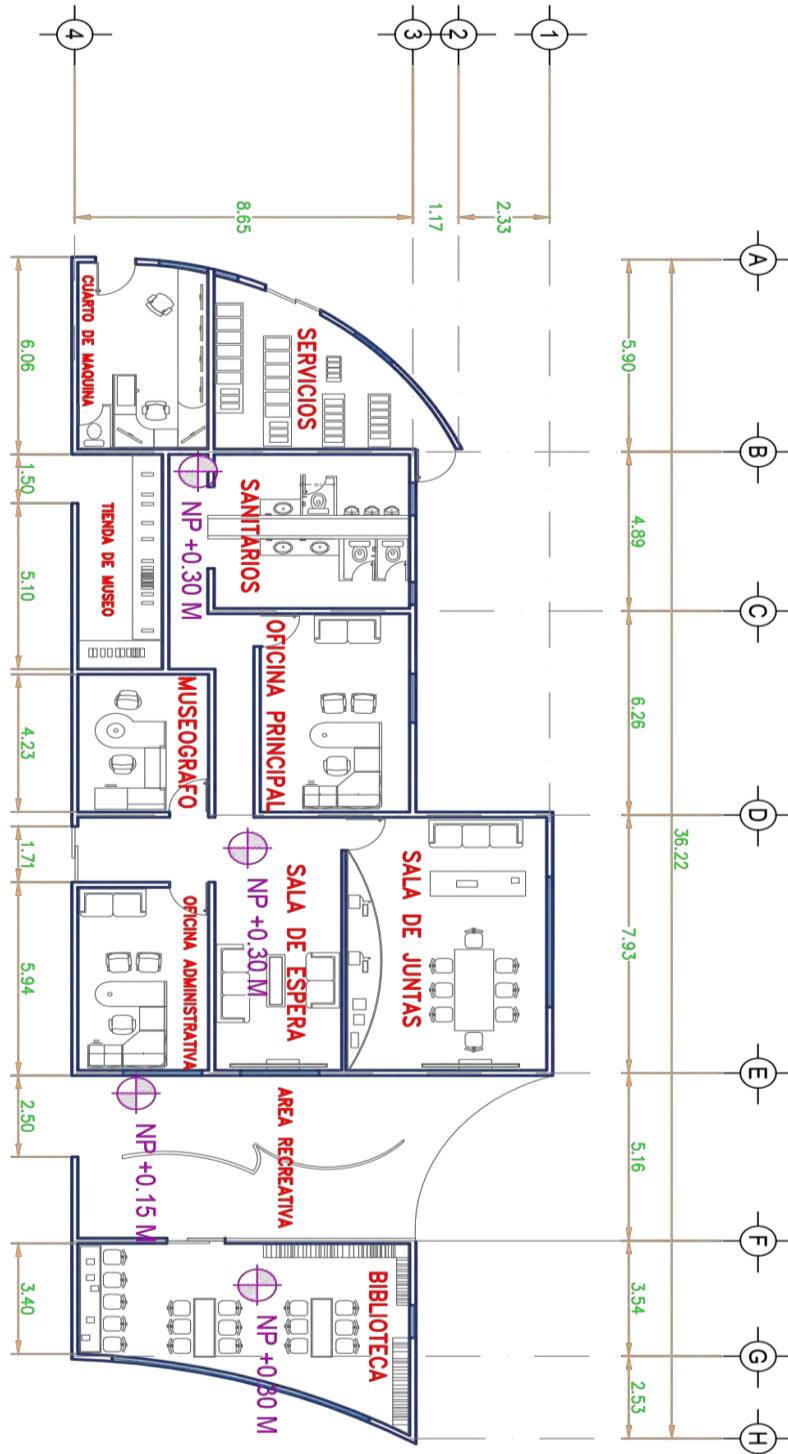 A
B
C
D
E
F
G
H
36.22
5.90
4.89
6.26
7.93
5.16
3.54
2.53
1
2.33
2
1.17
3
8.65
4
SALA DE JUNTAS
BIBLIOTECA
SERVICIOS
SALA DE ESPERA
AREA RECREATIVA
OFICINA PRINCIPAL
NP +0.30 M
NP +0.30 M
SANITARIOS
NP +0.30 M
MUSEOGRAFO
OFICINA ADMINISTRATIVA
NP +0.15 M
TIENDA DE MUSEO
CUARTO DE MAQUINA
6.06
1.50
5.10
4.23
1.71
5.94
2.50
3.40